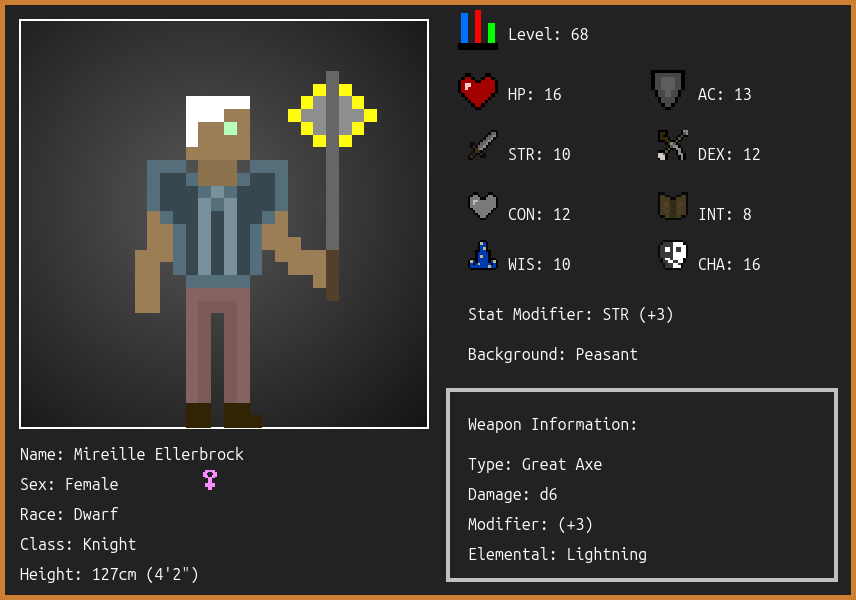 Level: 68
HP: 16
AC: 13
STR: 10
DEX: 12
CON: 12
INT: 8
WIS: 10
CHA: 16
Stat Modifier: STR (+3)
Background: Peasant
Weapon Information:
Type: Great Axe
Damage: d6
Modifier: (+3)
Elemental: Lightning
Name: Mireille Ellerbrock
Sex: Female
Race: Dwarf
Class: Knight
Height: 127cm (4'2")